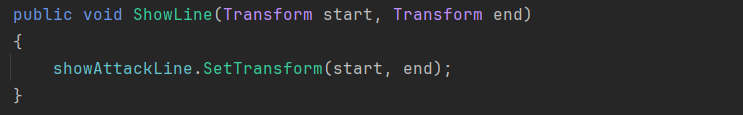 public void ShowLine(Transform start, Transform end)
{
    showAttackLine.SetTransform(start, end);
}